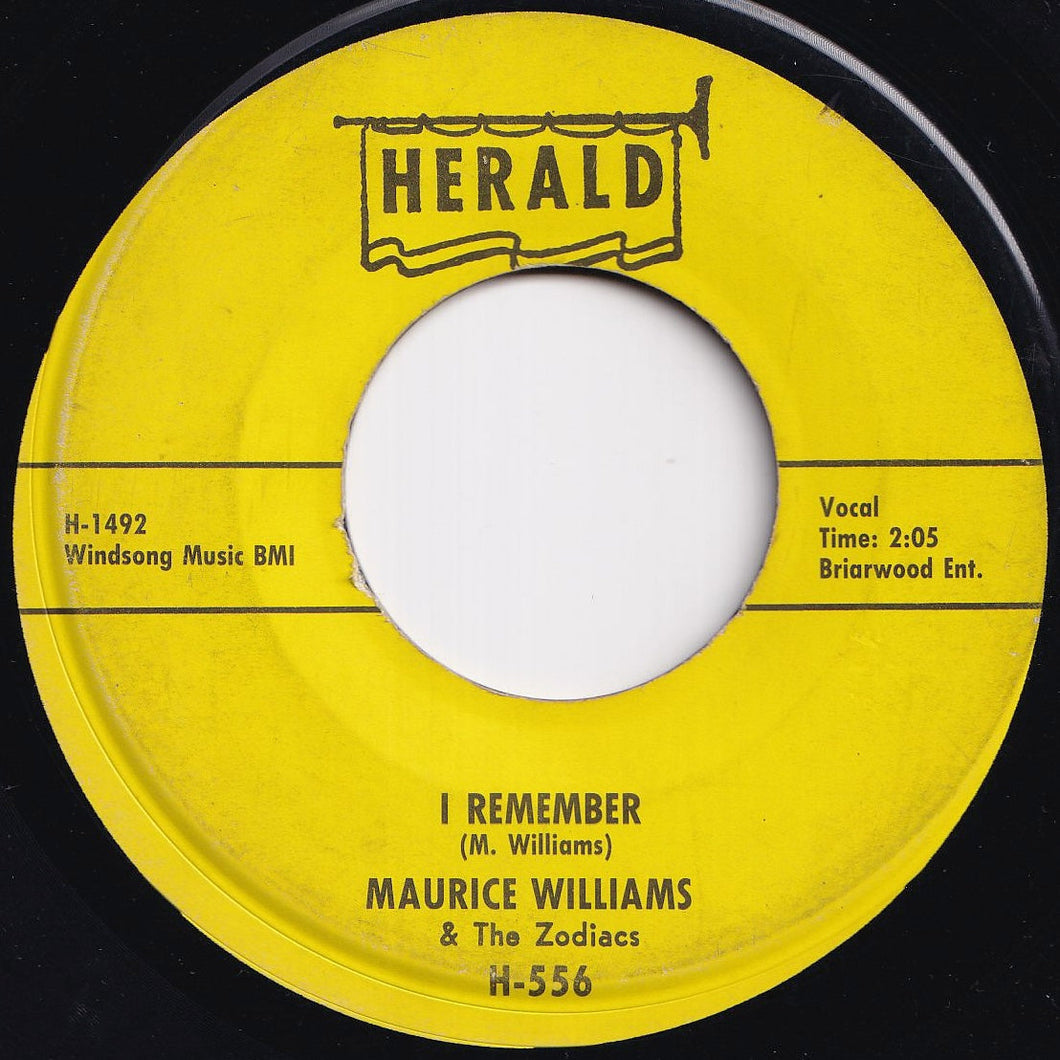 HERALD
H-1492
Windsong Music BMI
Vocal
Time: 2:05
Briarwood Ent.
I REMEMBER
(M. Williams)
MAURICE WILLIAMS
& The Zodiacs
H-556